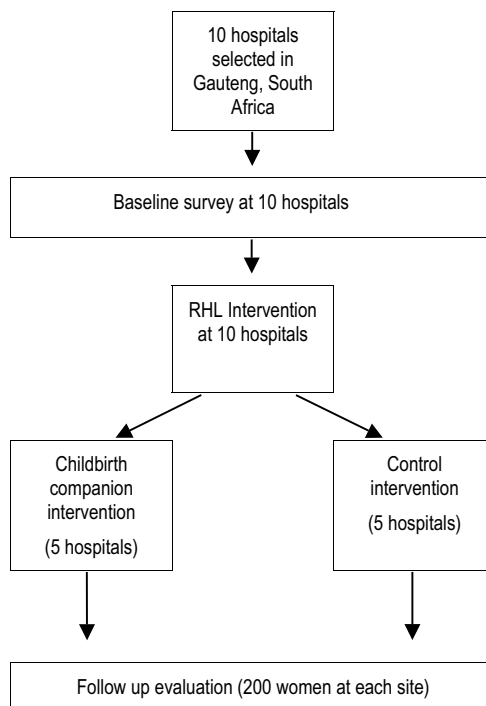 10 hospitals
selected in
Gauteng, South
Africa
Baseline survey at 10 hospitals
RHL Intervention
at 10 hospitals
Childbirth
companion
intervention
(5 hospitals)
Control
intervention
(5 hospitals)
Follow up evaluation (200 women at each site)